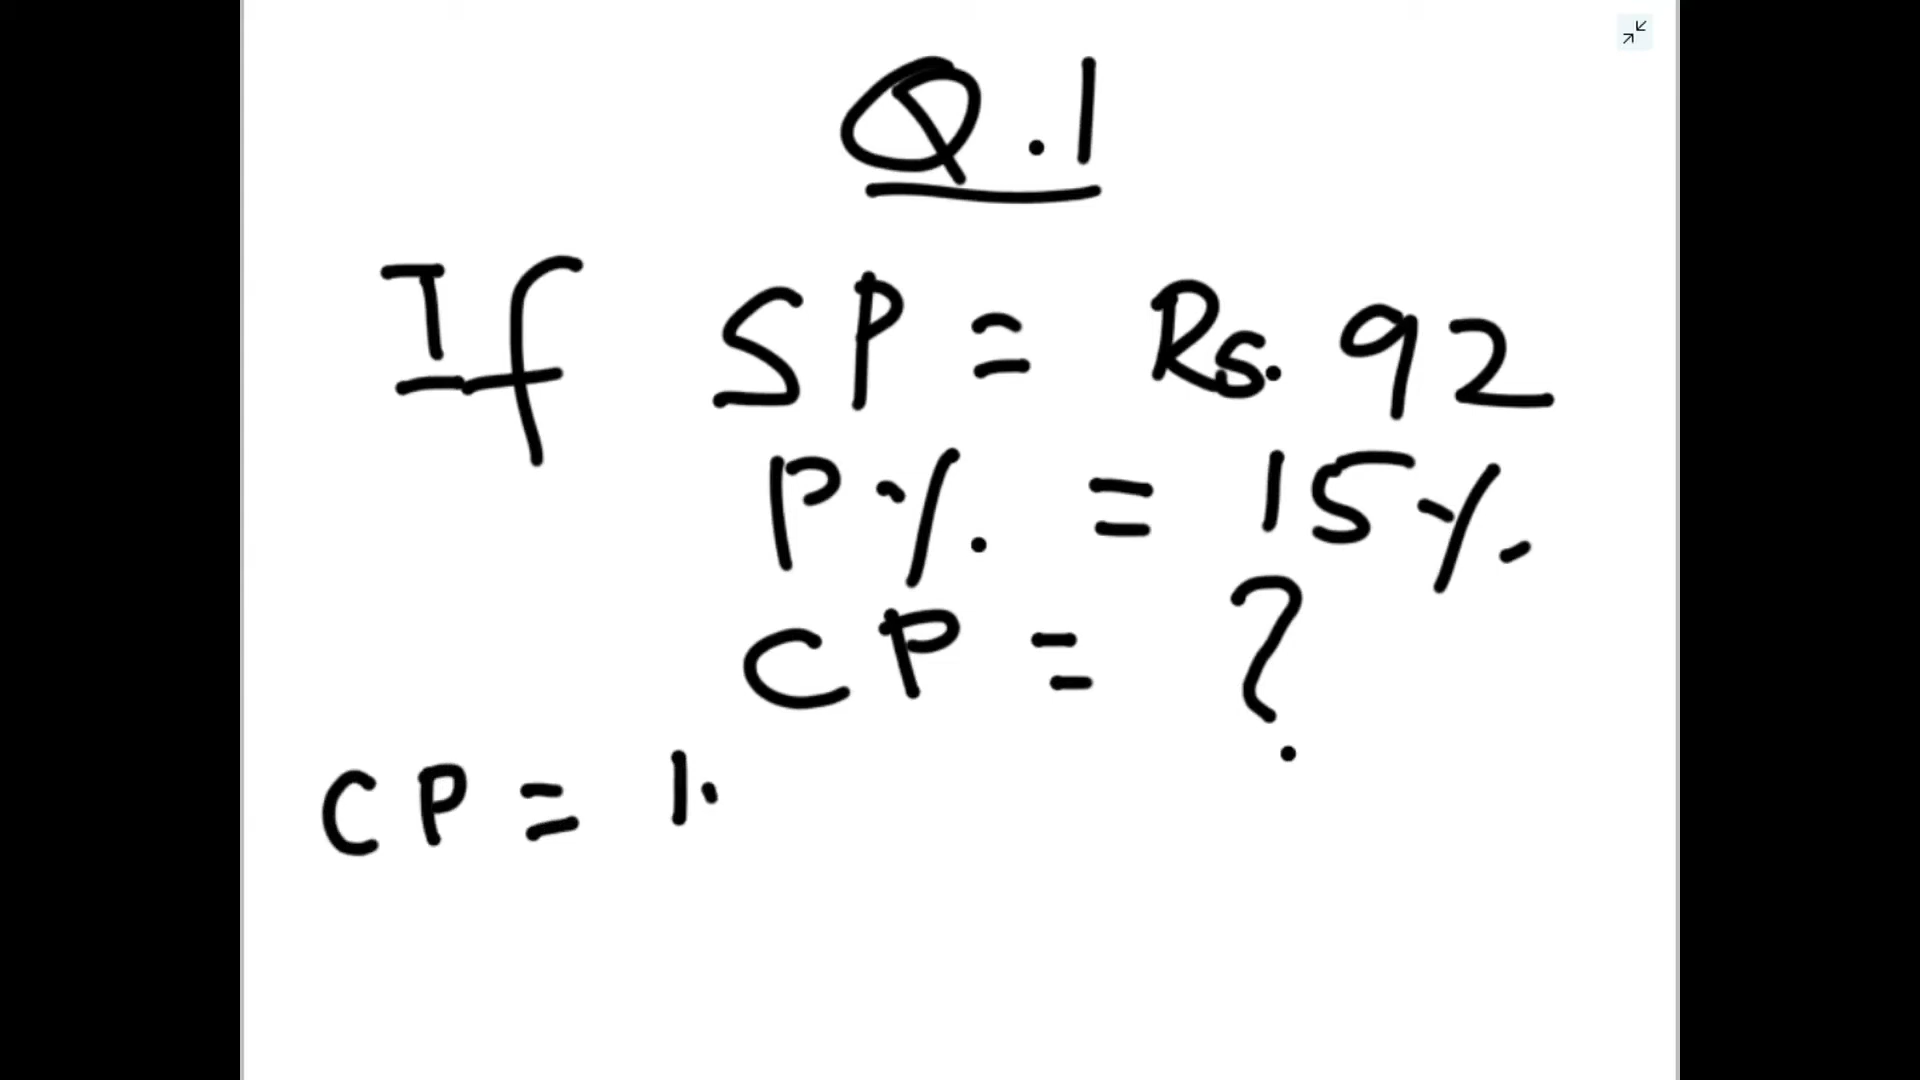 Q.1
If SP = Rs. 92
P%. = 15%
CP = ?
CP = 1